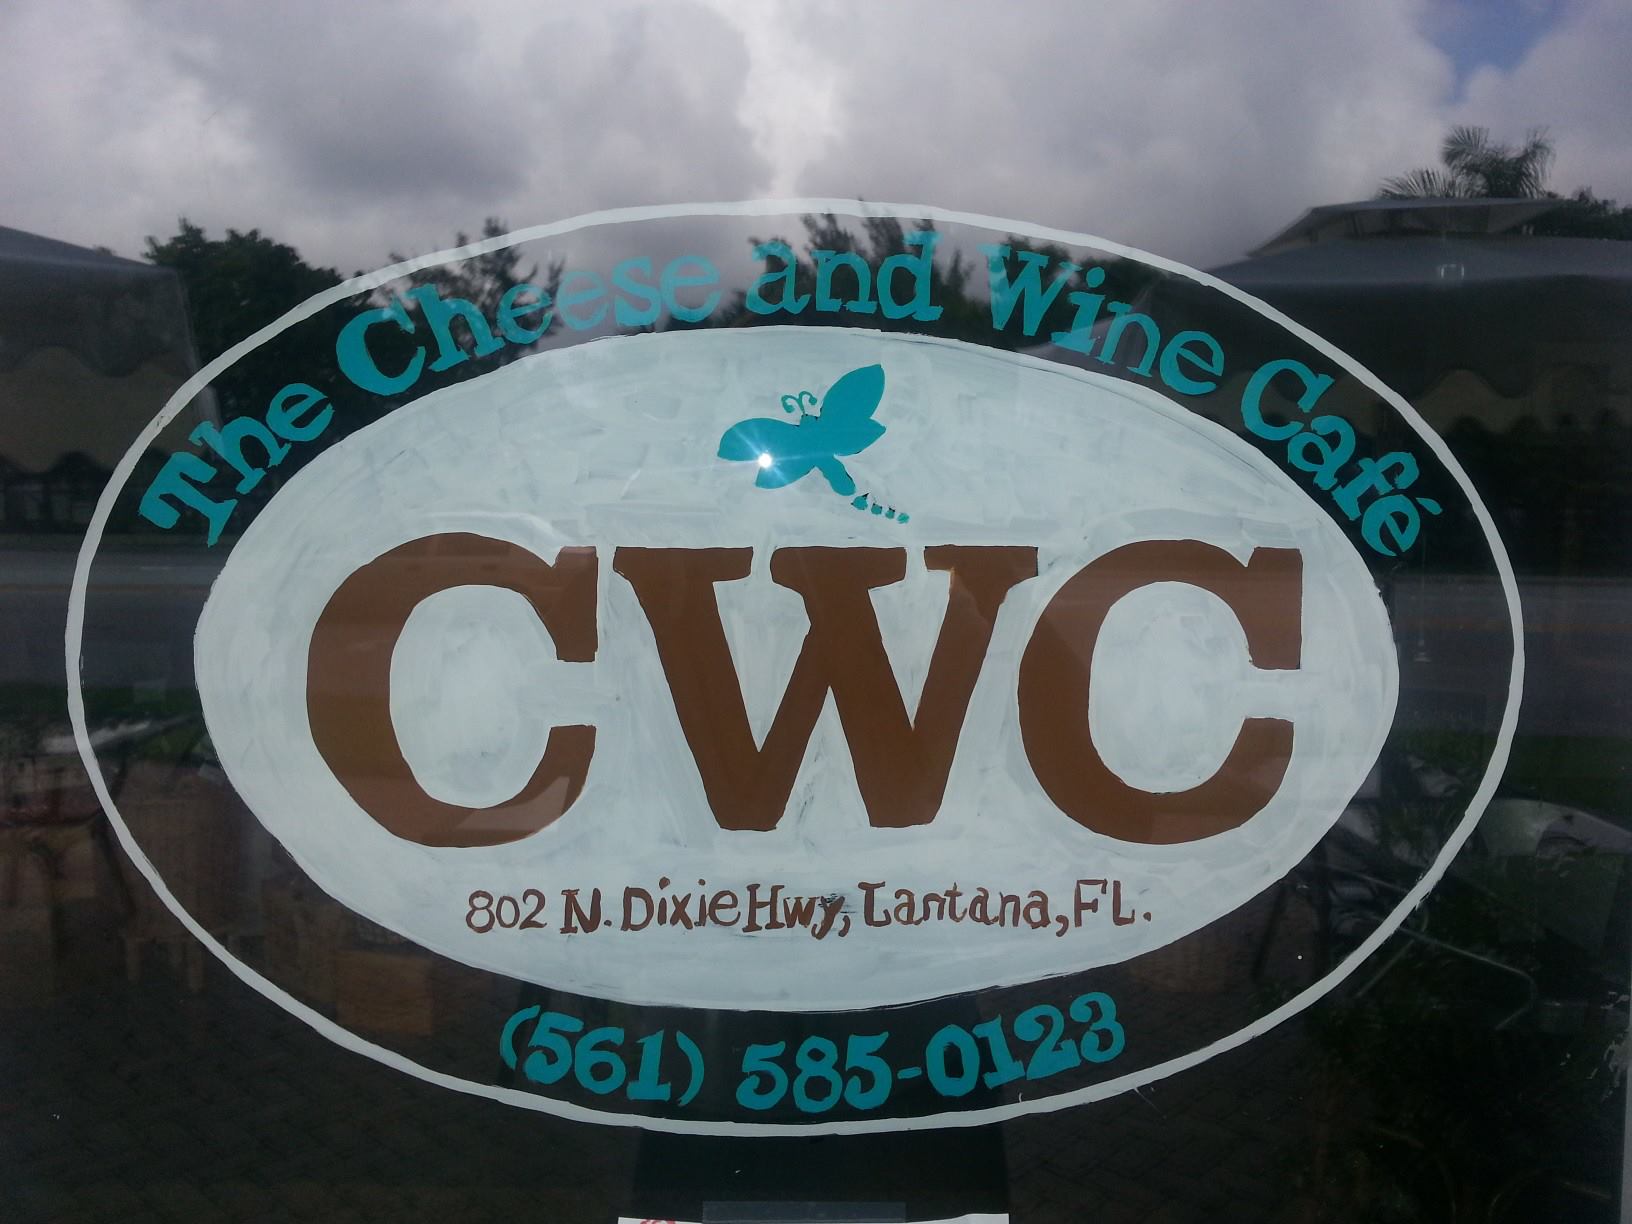 The Cheese and Wine Café
CWC
802 N. Dixie Hwy, Lantana, FL.
(561) 585-0123